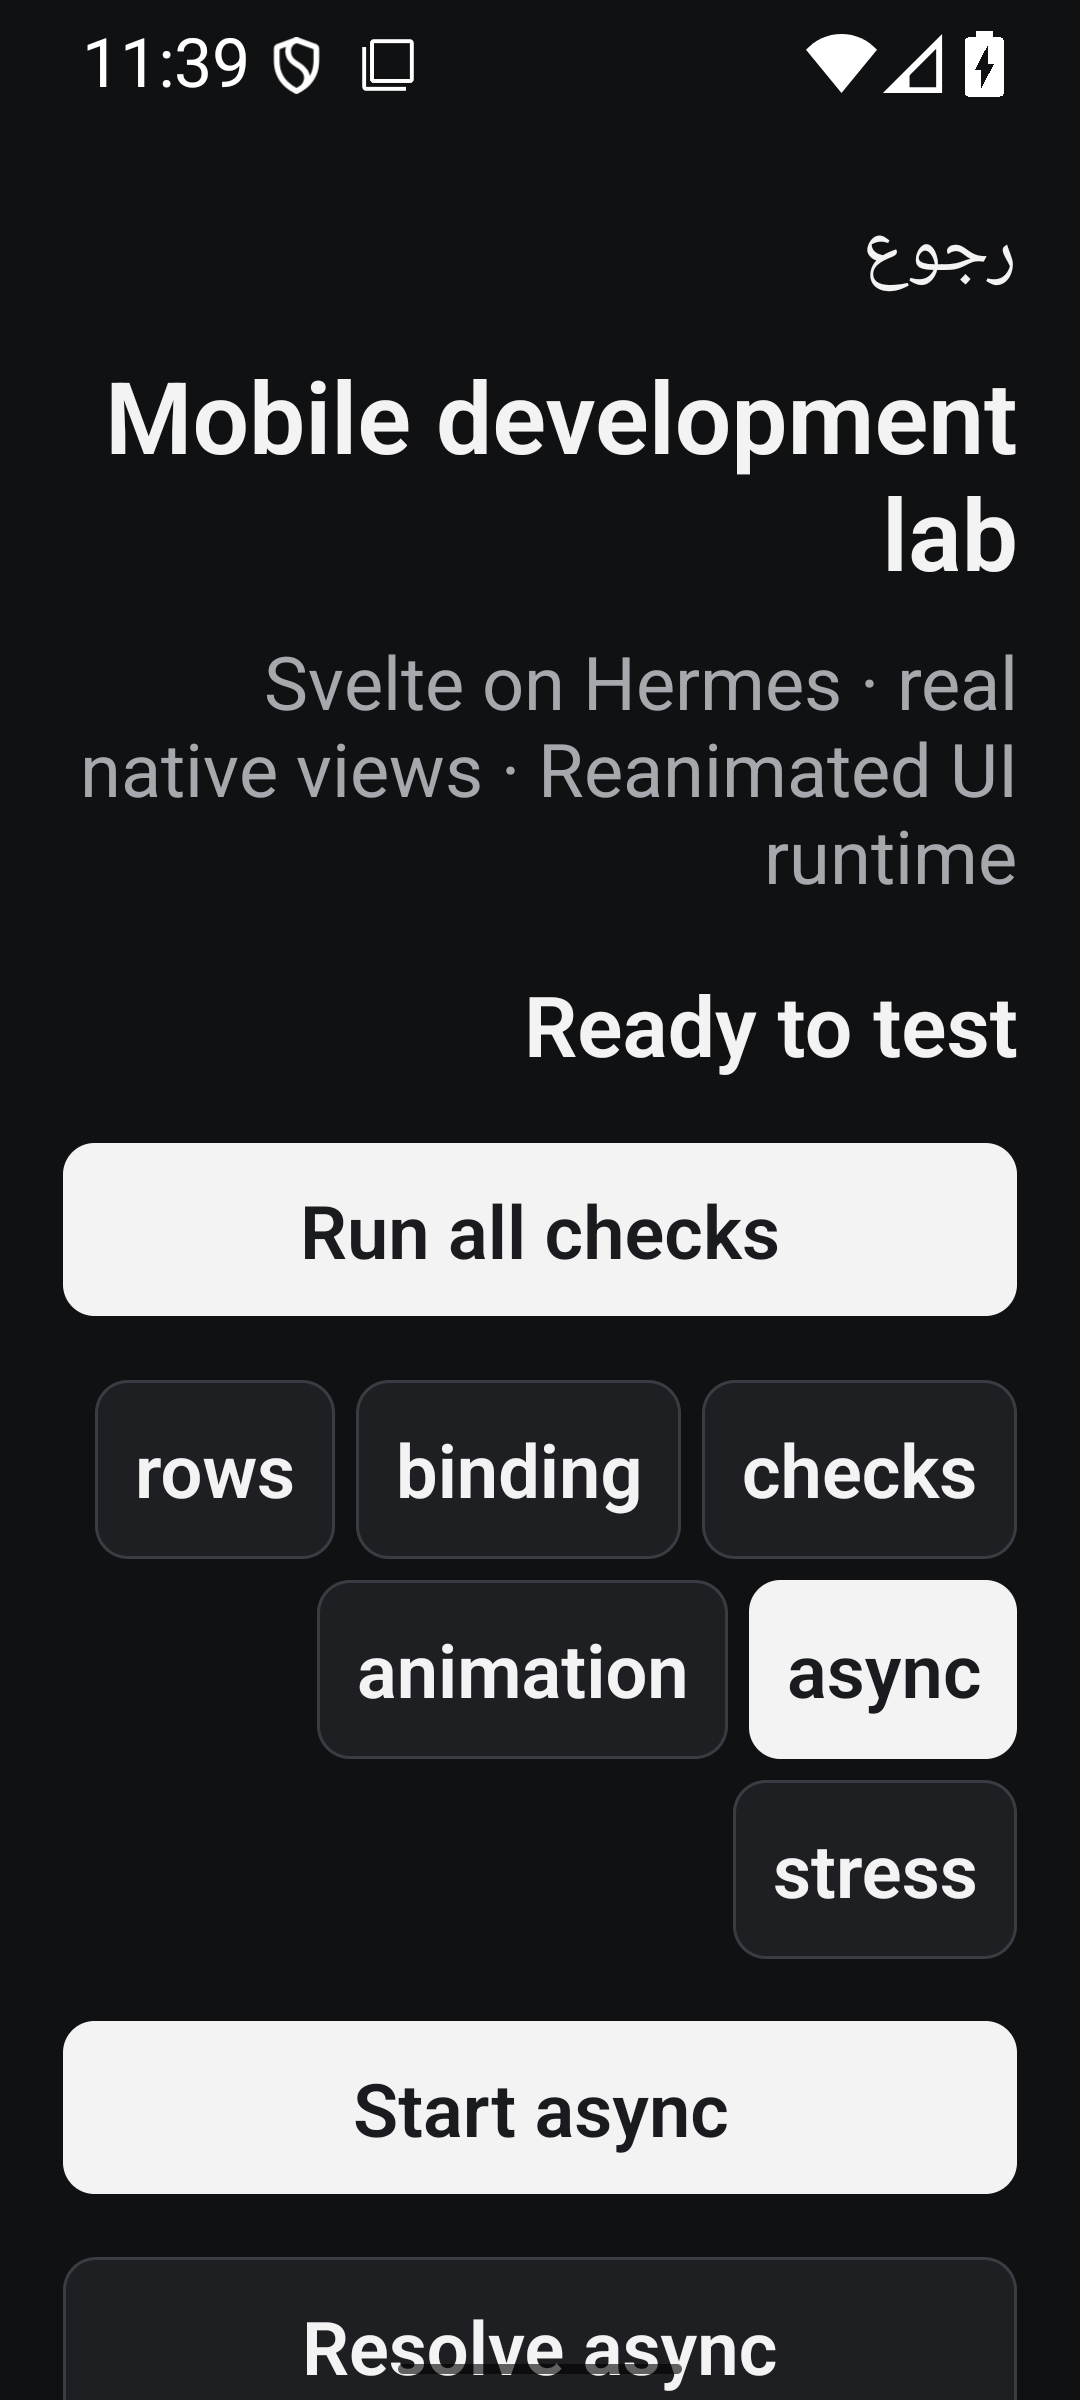 11:39
رجوع
Mobile development
lab
Svelte on Hermes · real
native views · Reanimated UI
runtime
Ready to test
Run all checks
checks binding rows
async animation
stress
Start async
Resolve async